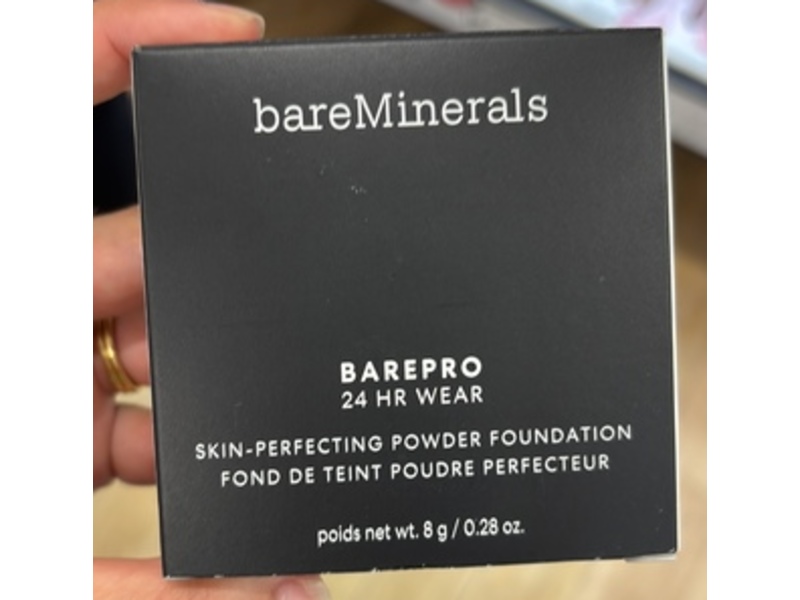 bareMinerals
BAREPRO
24 HR WEAR
SKIN-PERFECTING POWDER FOUNDATION
FOND DE TEINT POUDRE PERFECTEUR
poids net wt. 8 g / 0.28 oz.